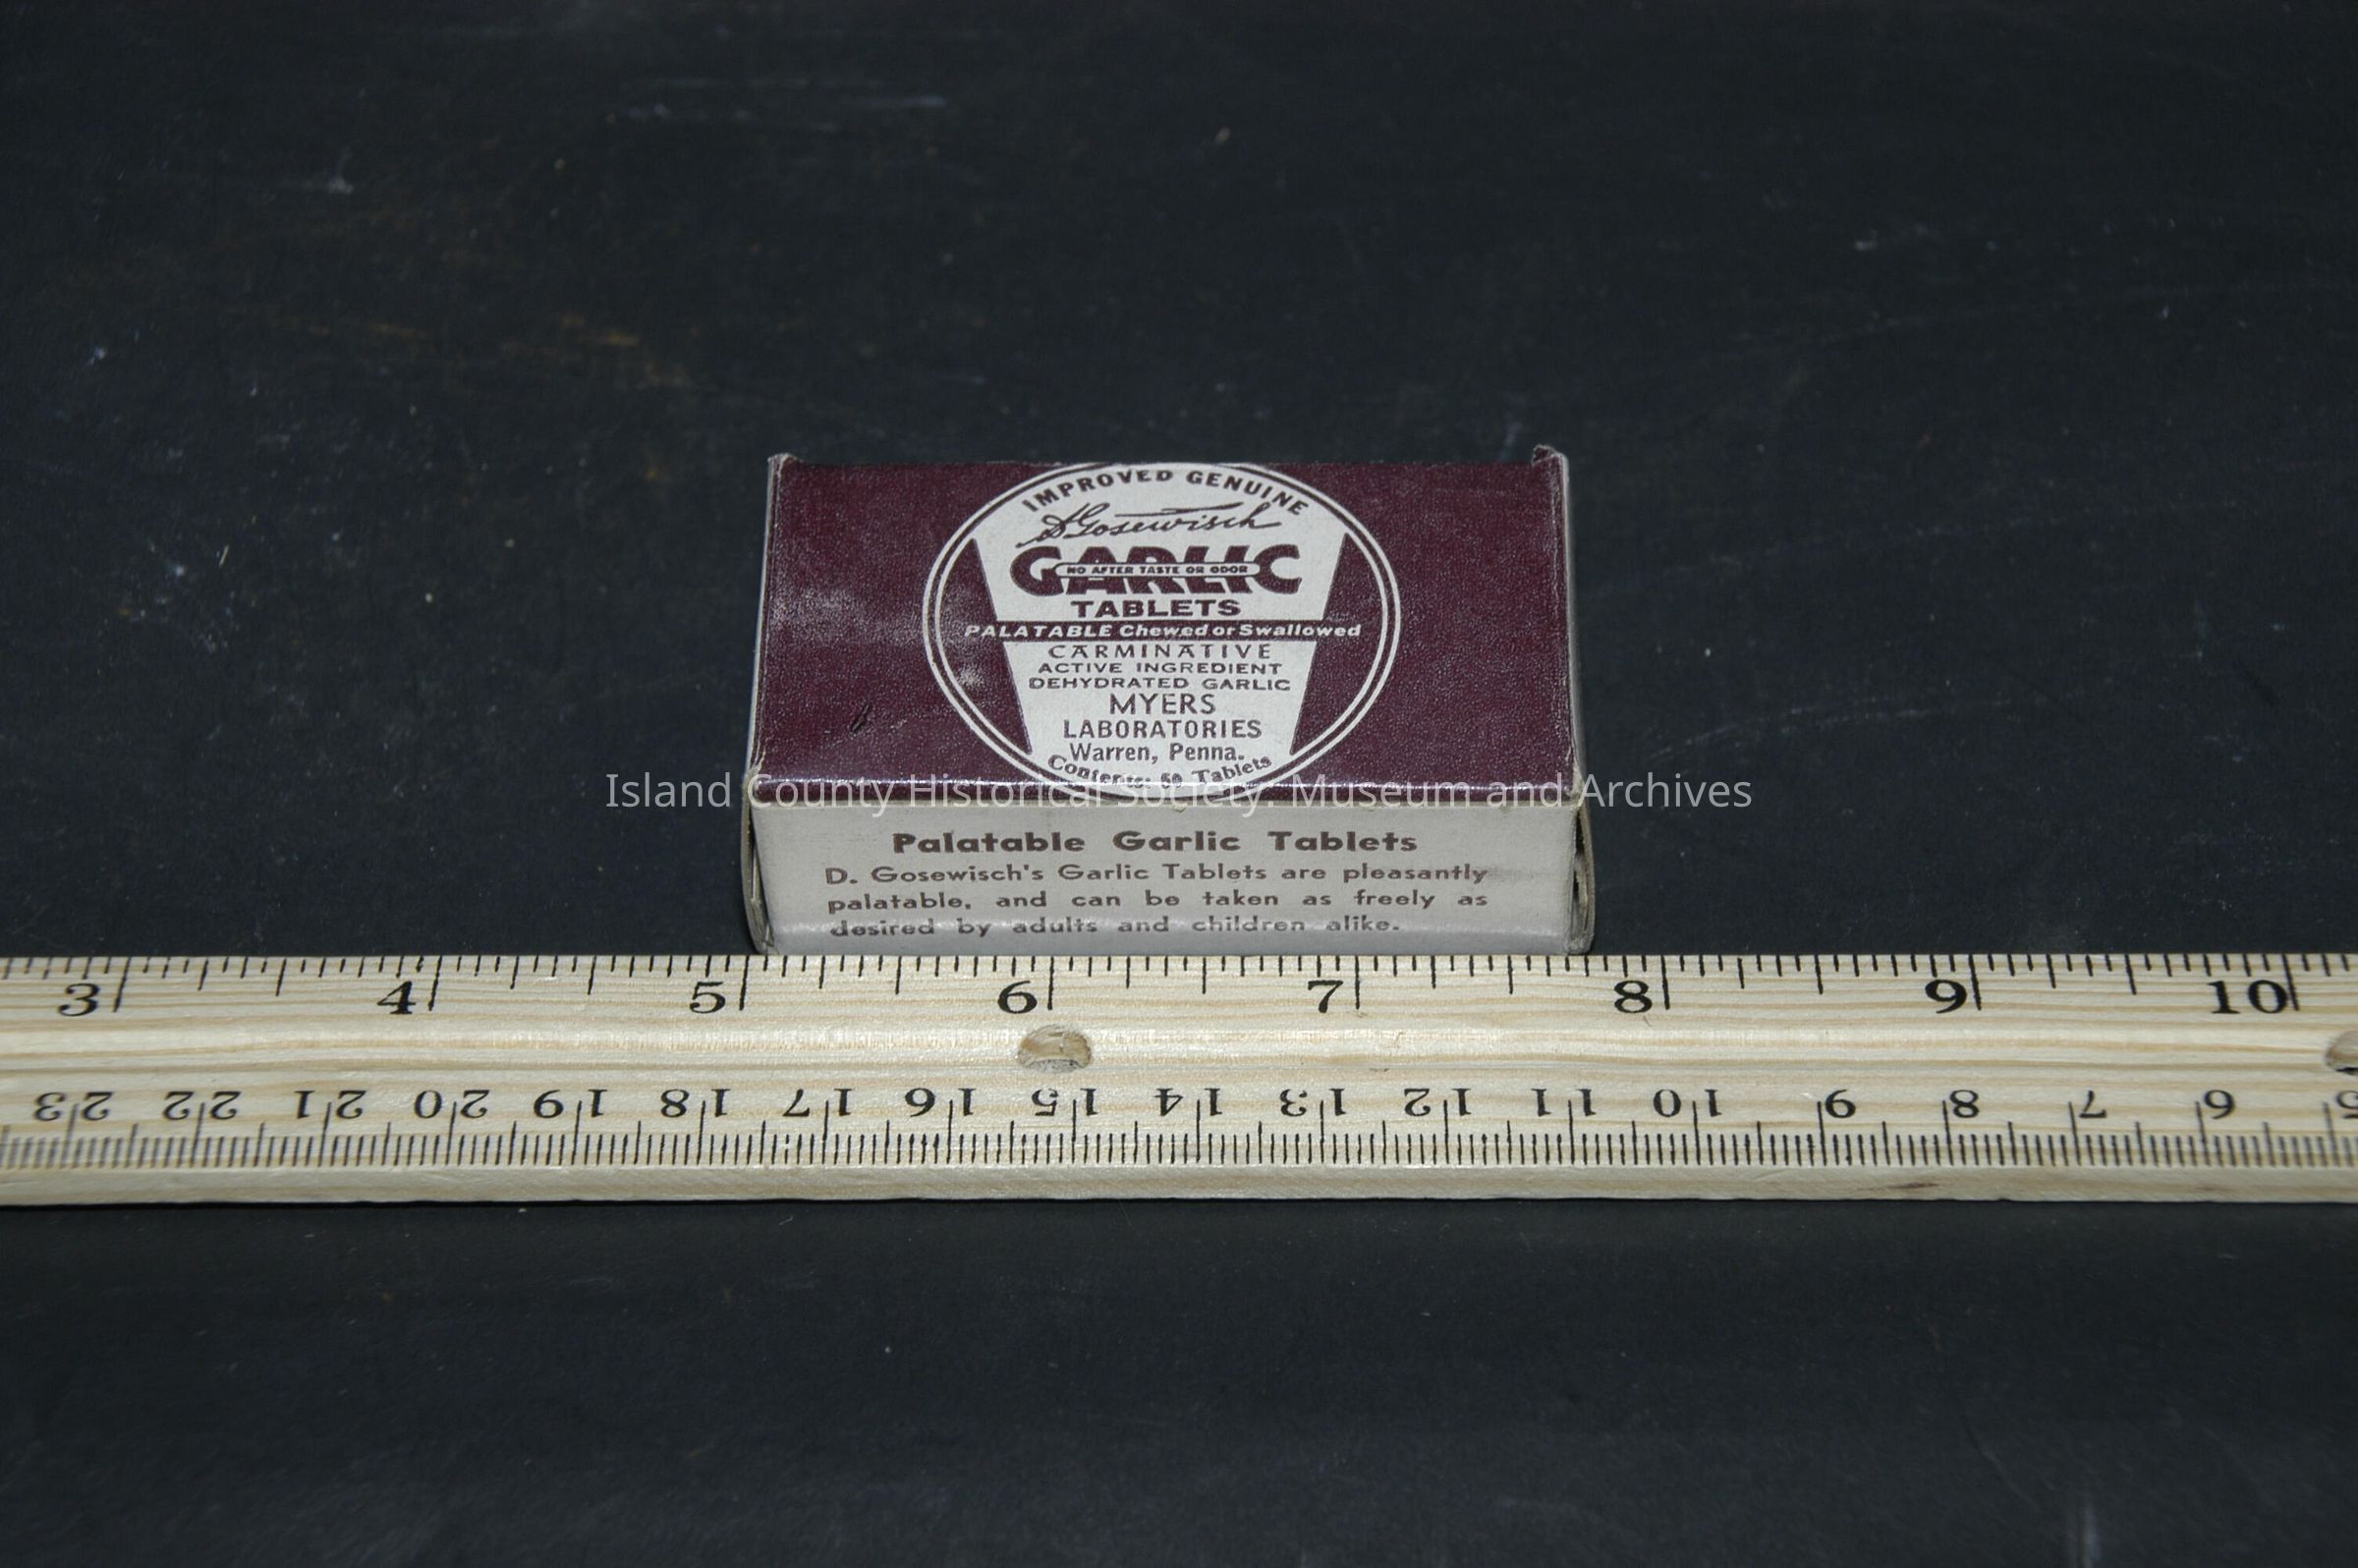 IMPROVED GENUINE
D Gosewisch
GARLIC
NO AFTER TASTE OR ODOR
TABLETS
PALATABLE Chewed or Swallowed
CARMINATIVE
ACTIVE INGREDIENT
DEHYDRATED GARLIC
MYERS
LABORATORIES
Warren, Penna.
Contents: 50 Tablets
Island County Historical Society. Museum and Archives
Palatable Garlic Tablets
D. Gosewisch's Garlic Tablets are pleasantly
palatable, and can be taken as freely as
desired by adults and children alike.
3 4 5 6 7 8 9 10
23 22 21 20 19 18 17 16 15 14 13 12 11 10 9 8 7 6 5